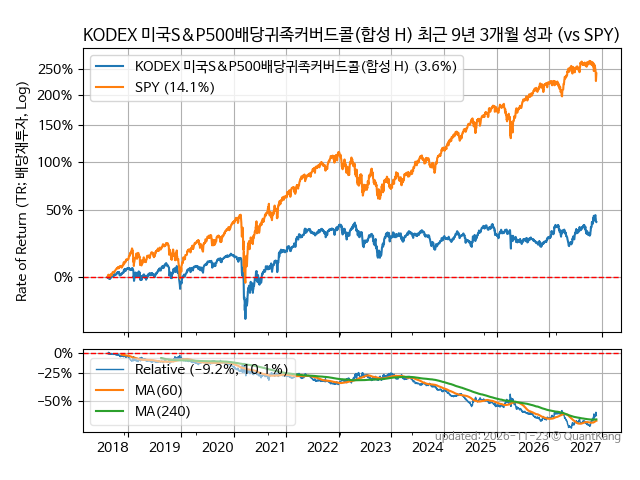 KODEX 미국S&P500배당귀족커버드콜(합성 H) 최근 9년 3개월 성과 (vs SPY)
Rate of Return (TR; 배당재투자, Log)
250%
200%
150%
100%
50%
0%
KODEX 미국S&P500배당귀족커버드콜(합성 H) (3.6%)
SPY (14.1%)
0%
−25%
−50%
Relative (−9.2%, 10.1%)
MA(60)
MA(240)
updated: 2026-11-23 © QuantKang
2018 2019 2020 2021 2022 2023 2024 2025 2026 2027